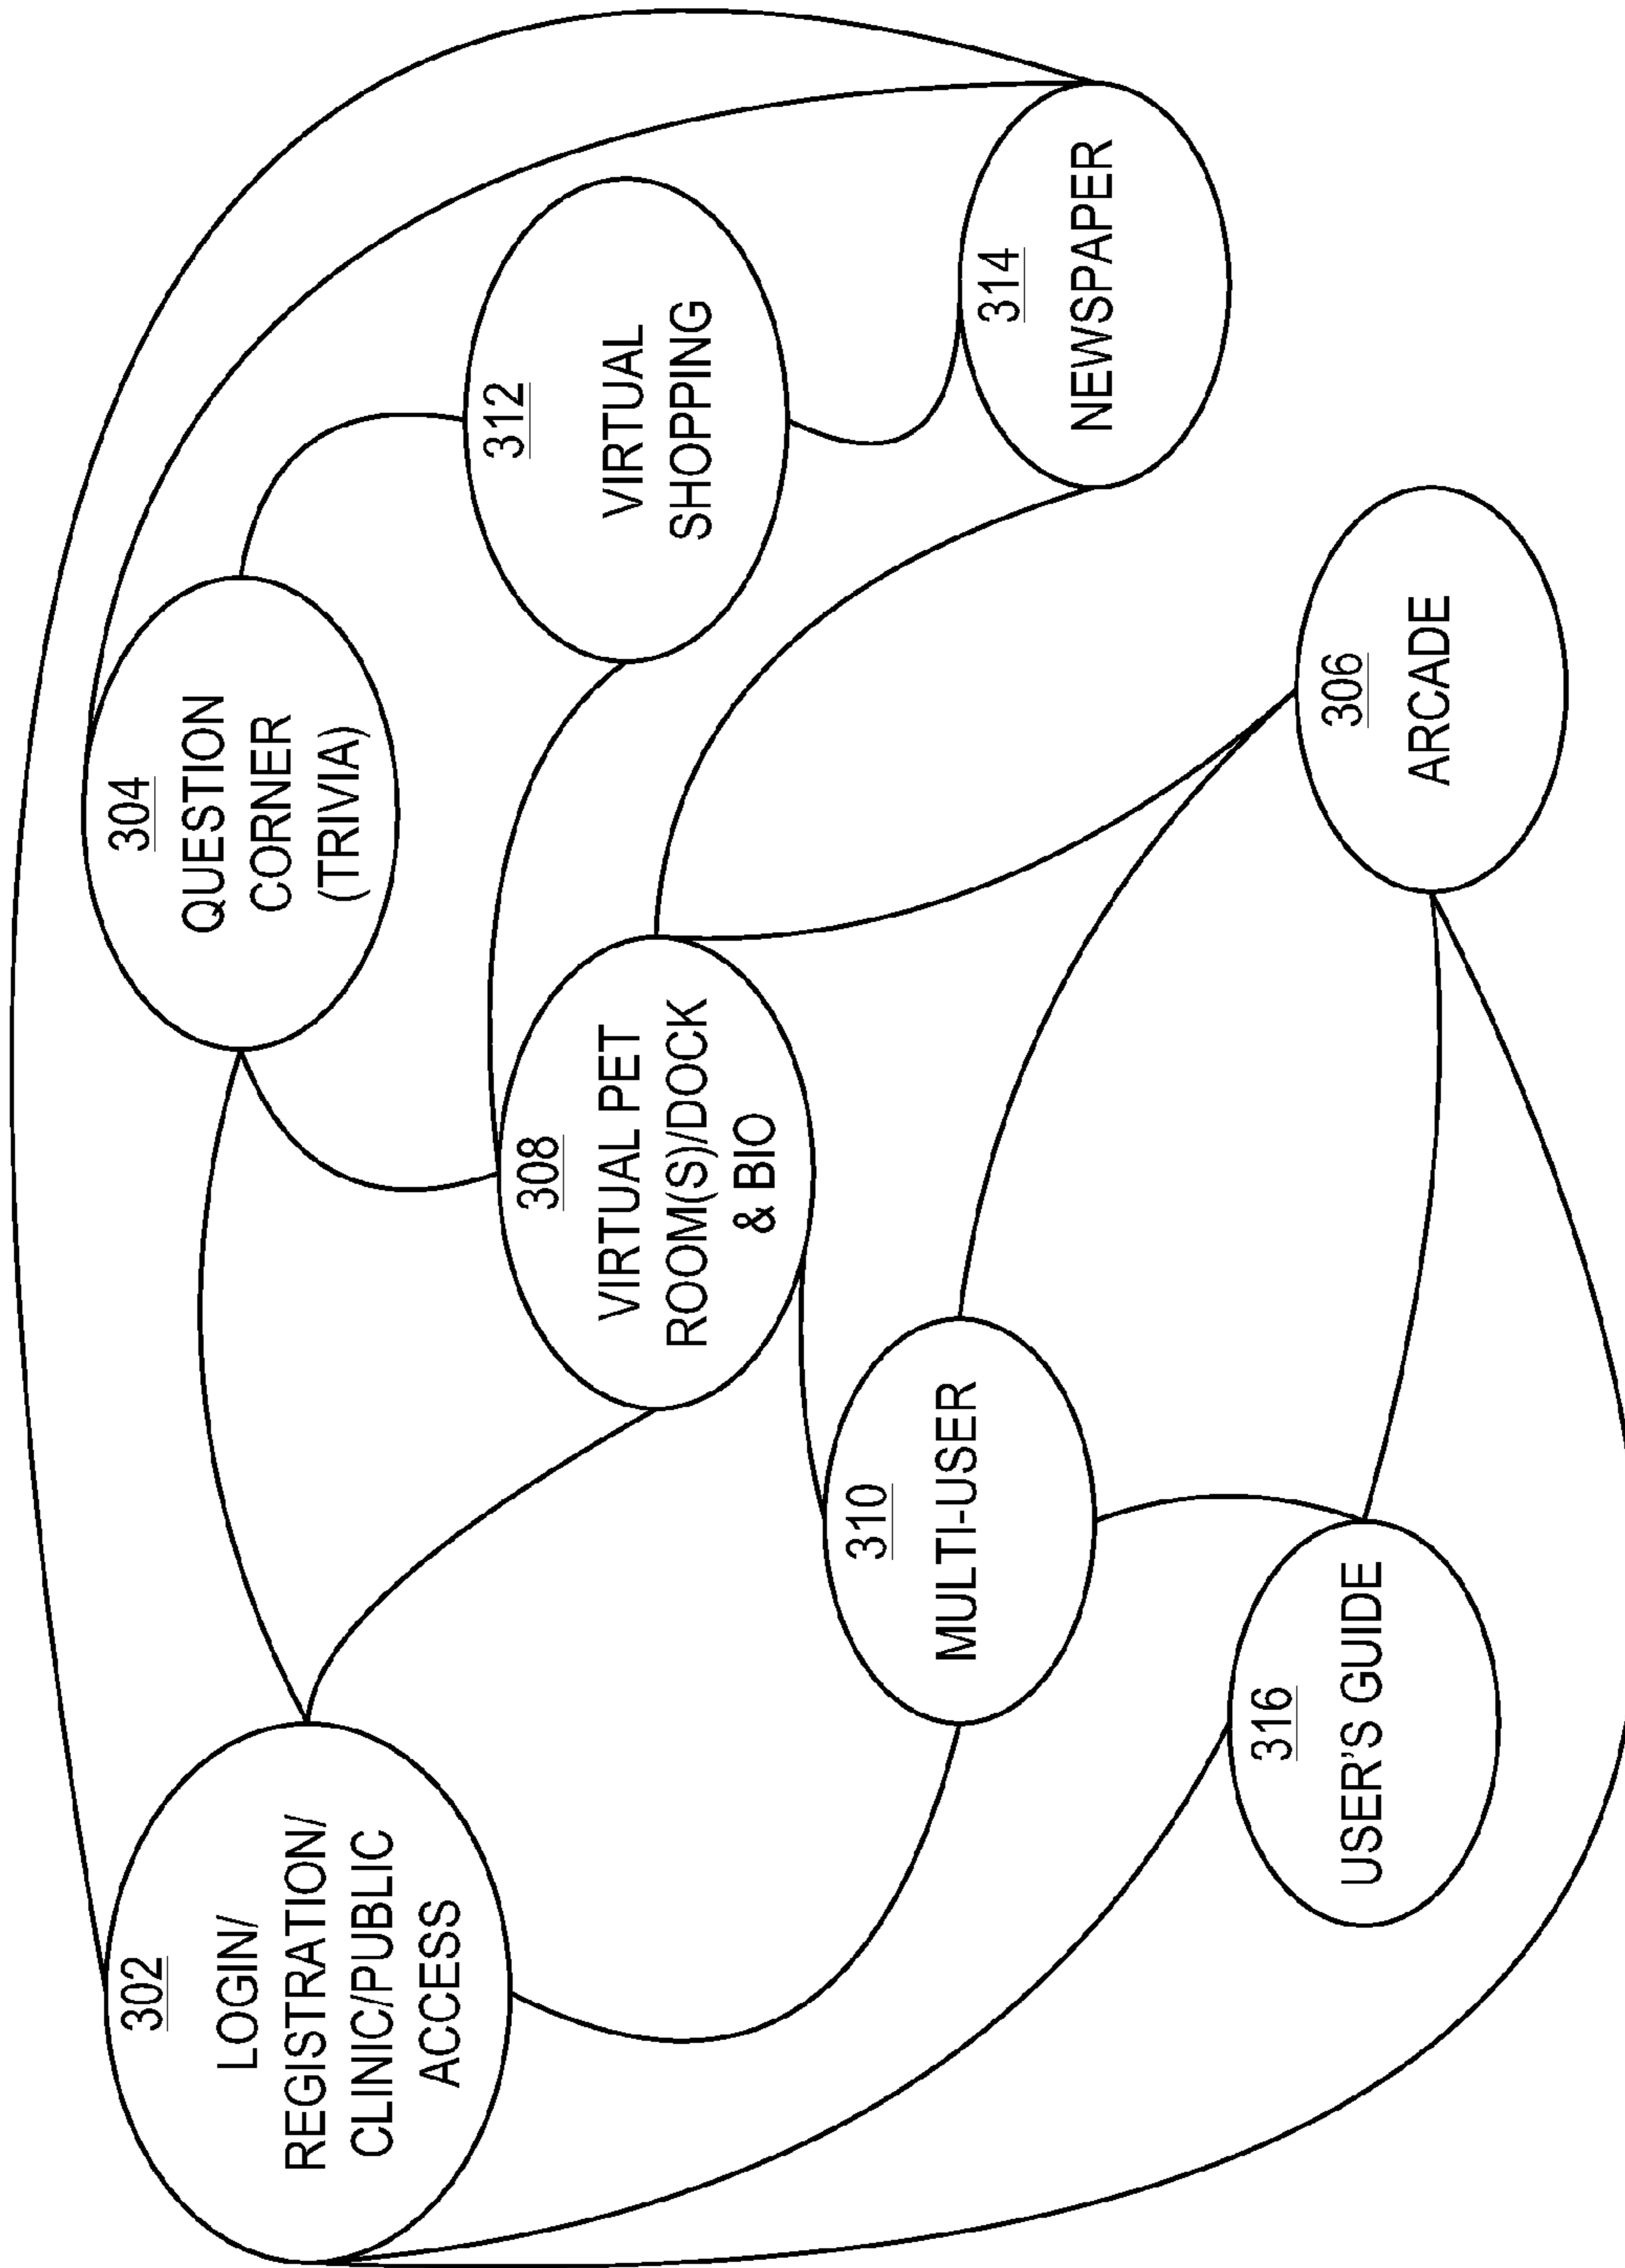 302
LOGIN/
REGISTRATION/
CLINIC/PUBLIC
ACCESS
304
QUESTION
CORNER
(TRIVIA)
308
VIRTUAL PET
ROOM(S)/DOCK
& BIO
312
VIRTUAL
SHOPPING
310
MULTI-USER
314
NEWSPAPER
316
USER'S GUIDE
306
ARCADE